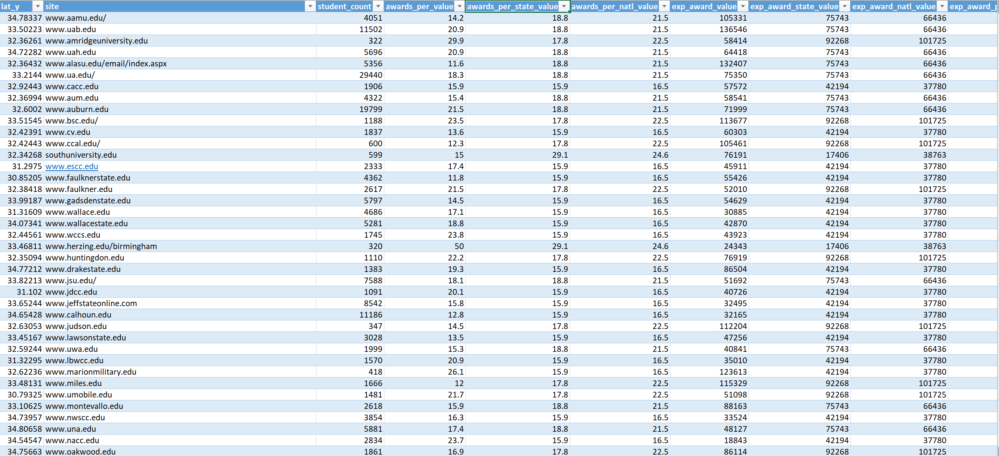 lat_y site student_count awards_per_value awards_per_state_value awards_per_natl_value exp_award_value exp_award_state_value exp_award_natl_value exp_award_p
34.78337 www.aamu.edu/ 4051 14.2 18.8 21.5 105331 75743 66436
33.50223 www.uab.edu 11502 20.9 18.8 21.5 136546 75743 66436
32.36261 www.amridgeuniversity.edu 322 29.9 17.8 22.5 58414 92268 101725
34.72282 www.uah.edu 5696 20.9 18.8 21.5 64418 75743 66436
32.36432 www.alasu.edu/email/index.aspx 5356 11.6 18.8 21.5 132407 75743 66436
33.2144 www.ua.edu/ 29440 18.3 18.8 21.5 75350 75743 66436
32.92443 www.cacc.edu 1906 15.9 15.9 16.5 57572 42194 37780
32.36994 www.aum.edu 4322 15.4 18.8 21.5 58541 75743 66436
32.6002 www.auburn.edu 19799 21.5 18.8 21.5 71999 75743 66436
33.51545 www.bsc.edu/ 1188 23.5 17.8 22.5 113677 92268 101725
32.42391 www.cv.edu 1837 13.6 15.9 16.5 60303 42194 37780
32.42443 www.ccal.edu/ 600 12.3 17.8 22.5 105461 92268 101725
32.34268 southuniversity.edu 599 15 29.1 24.6 76191 17406 38763
31.2975 www.escc.edu 2333 17.4 15.9 16.5 45911 42194 37780
30.85205 www.faulknerstate.edu 4362 11.8 15.9 16.5 55426 42194 37780
32.38418 www.faulkner.edu 2617 21.5 17.8 22.5 52010 92268 101725
33.99187 www.gadsdenstate.edu 5797 14.5 15.9 16.5 54629 42194 37780
31.31609 www.wallace.edu 4686 17.1 15.9 16.5 30885 42194 37780
34.07341 www.wallacestate.edu 5281 18.8 15.9 16.5 42870 42194 37780
32.44561 www.wccs.edu 1745 23.8 15.9 16.5 43923 42194 37780
33.46811 www.herzing.edu/birmingham 320 50 29.1 24.6 24343 17406 38763
32.35094 www.huntingdon.edu 1110 22.2 17.8 22.5 76919 92268 101725
34.77212 www.drakestate.edu 1383 19.3 15.9 16.5 86504 42194 37780
33.82213 www.jsu.edu/ 7588 18.1 18.8 21.5 51692 75743 66436
31.102 www.jdcc.edu 1091 20.1 15.9 16.5 40726 42194 37780
33.65244 www.jeffstateonline.com 8542 15.8 15.9 16.5 32495 42194 37780
34.65428 www.calhoun.edu 11186 12.8 15.9 16.5 32165 42194 37780
32.63053 www.judson.edu 347 14.5 17.8 22.5 112204 92268 101725
33.45167 www.lawsonstate.edu 3028 13.5 15.9 16.5 47256 42194 37780
32.59244 www.uwa.edu 1999 15.3 18.8 21.5 40841 75743 66436
31.32295 www.lbwcc.edu 1570 20.9 15.9 16.5 35010 42194 37780
32.62236 www.marionmilitary.edu 418 26.1 15.9 16.5 123613 42194 37780
33.48131 www.miles.edu 1666 12 17.8 22.5 115329 92268 101725
30.79325 www.umobile.edu 1481 21.7 17.8 22.5 51098 92268 101725
33.10625 www.montevallo.edu 2618 15.9 18.8 21.5 88163 75743 66436
34.73957 www.nwscc.edu 3854 16.3 15.9 16.5 33524 42194 37780
34.80658 www.una.edu 5881 17.4 18.8 21.5 48127 75743 66436
34.54547 www.nacc.edu 2834 23.7 15.9 16.5 18843 42194 37780
34.75663 www.oakwood.edu 1861 16.9 17.8 22.5 86114 92268 101725